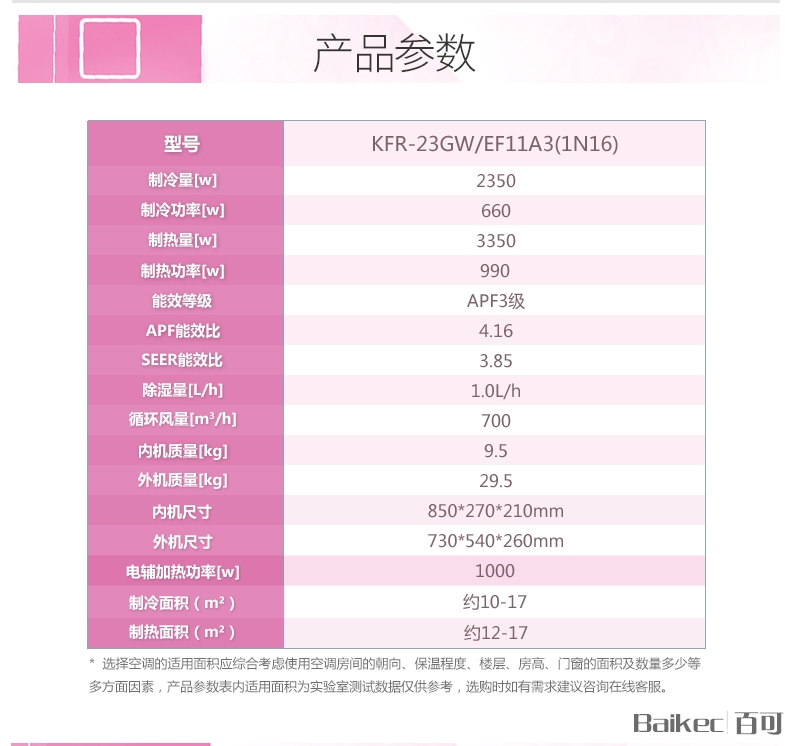 产品参数
型号 KFR-23GW/EF11A3(1N16)
制冷量[w] 2350
制冷功率[w] 660
制热量[w] 3350
制热功率[w] 990
能效等级 APF3级
APF能效比 4.16
SEER能效比 3.85
除湿量[L/h] 1.0L/h
循环风量[m³/h] 700
内机质量[kg] 9.5
外机质量[kg] 29.5
内机尺寸 850*270*210mm
外机尺寸 730*540*260mm
电辅加热功率[w] 1000
制冷面积（m²） 约10-17
制热面积（m²） 约12-17
* 选择空调的适用面积应综合考虑使用空调房间的朝向、保温程度、楼层、房高、门窗的面积及数量多少等
多方面因素，产品参数表内适用面积为实验室测试数据仅供参考，选购时如有需求建议咨询在线客服。
Baikec 百可